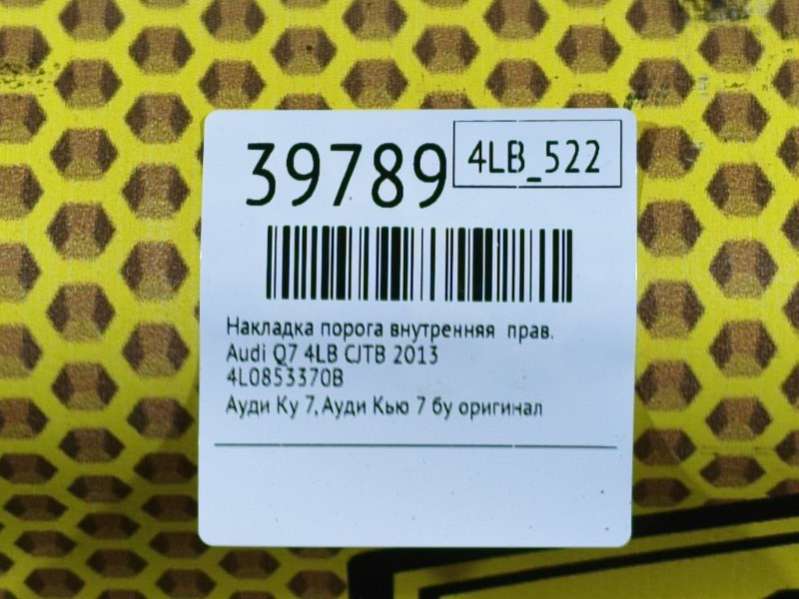 39789
4LB_522
Накладка порога внутренняя прав.
Audi Q7 4LB CJTB 2013
4L0853370B
Ауди Ку 7, Ауди Кью 7 бу оригинал